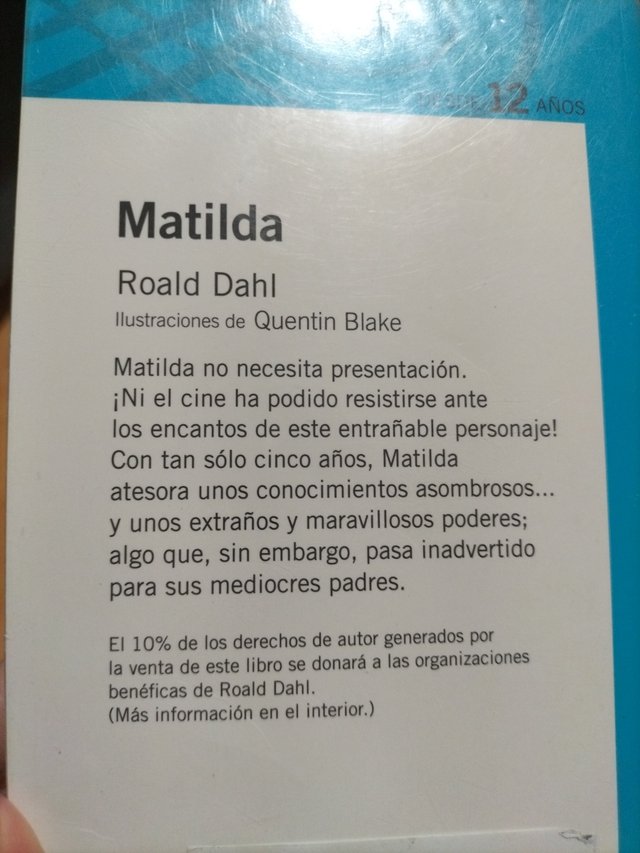 DESDE 12 AÑOS
Matilda
Roald Dahl
Ilustraciones de Quentin Blake
Matilda no necesita presentación.
¡Ni el cine ha podido resistirse ante
los encantos de este entrañable personaje!
Con tan sólo cinco años, Matilda
atesora unos conocimientos asombrosos...
y unos extraños y maravillosos poderes;
algo que, sin embargo, pasa inadvertido
para sus mediocres padres.
El 10% de los derechos de autor generados por
la venta de este libro se donará a las organizaciones
benéficas de Roald Dahl.
(Más información en el interior.)